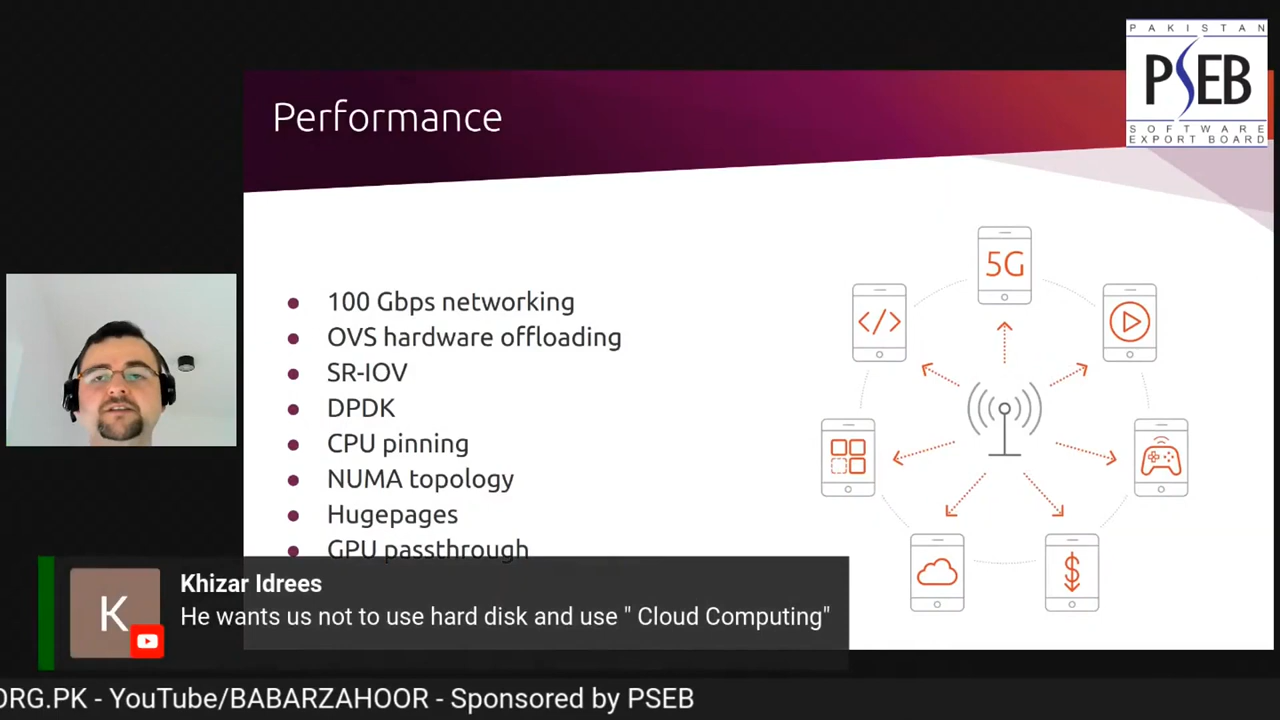 PAKISTAN
PSEB
SOFTWARE
EXPORT BOARD
Performance
• 100 Gbps networking
• OVS hardware offloading
• SR-IOV
• DPDK
• CPU pinning
• NUMA topology
• Hugepages
• GPU passthrough
5G
</>
$
K
Khizar Idrees
He wants us not to use hard disk and use " Cloud Computing"
ORG.PK - YouTube/BABARZAHOOR - Sponsored by PSEB